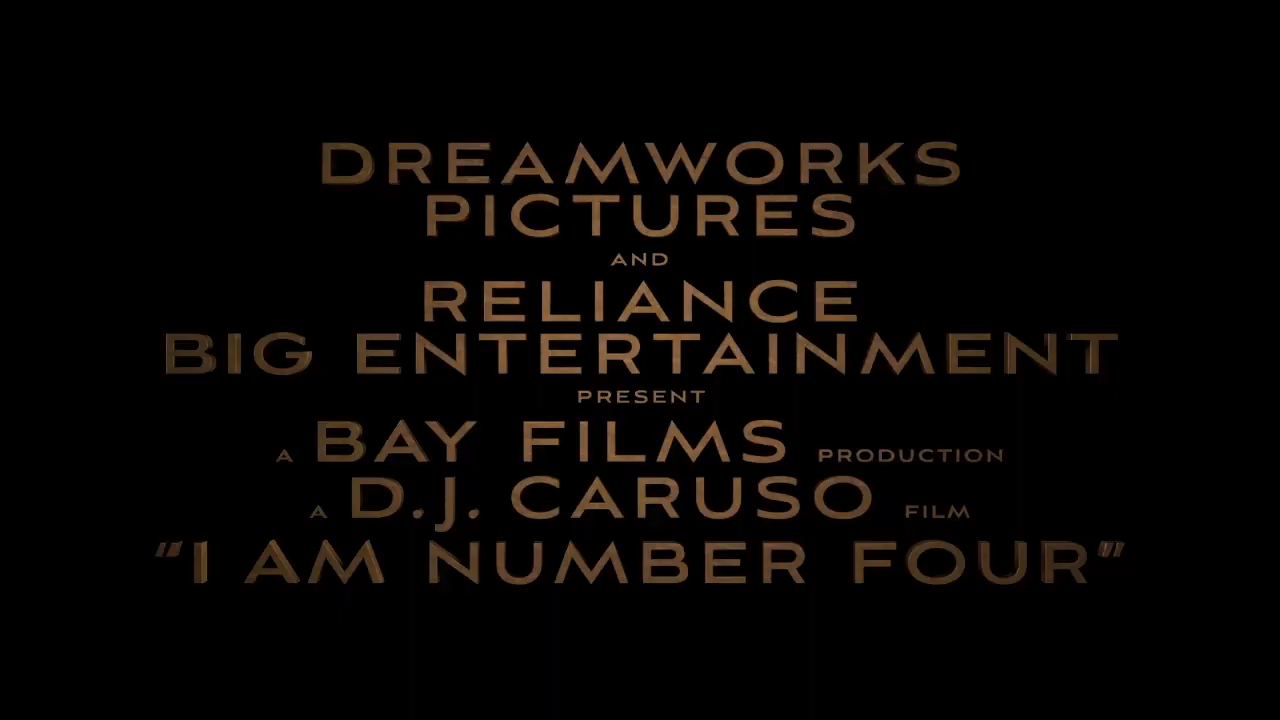 DREAMWORKS
PICTURES
AND
RELIANCE
BIG ENTERTAINMENT
PRESENT
A BAY FILMS PRODUCTION
A D.J. CARUSO FILM
“I AM NUMBER FOUR”